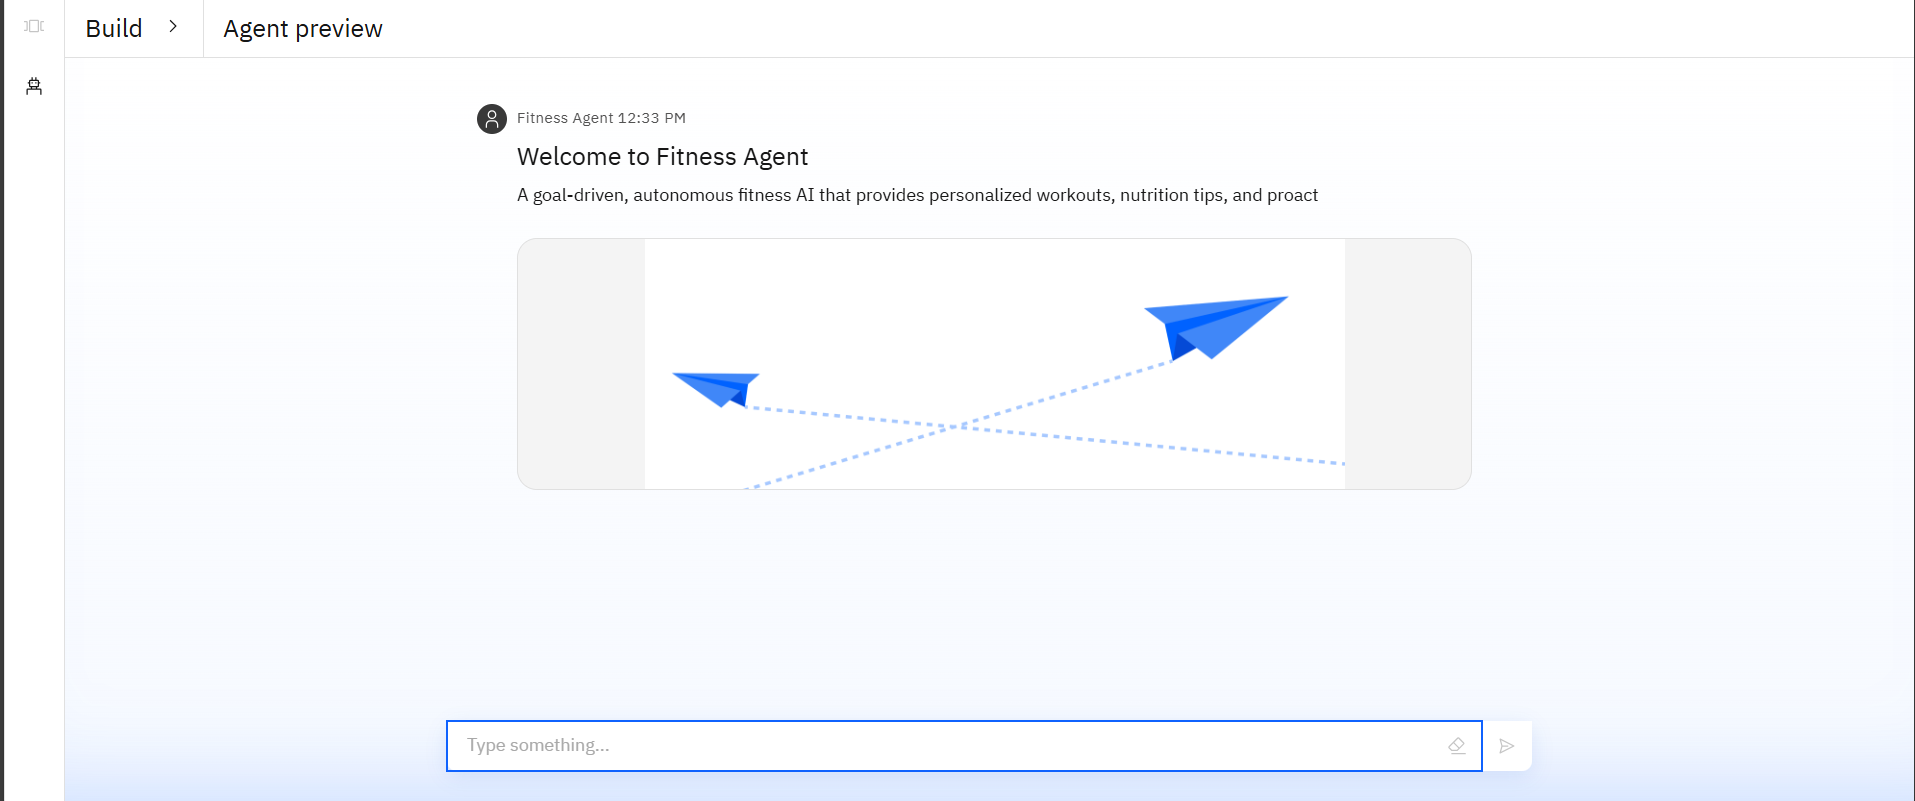 Build
Agent preview
Fitness Agent 12:33 PM
Welcome to Fitness Agent
A goal-driven, autonomous fitness AI that provides personalized workouts, nutrition tips, and proact
Type something...